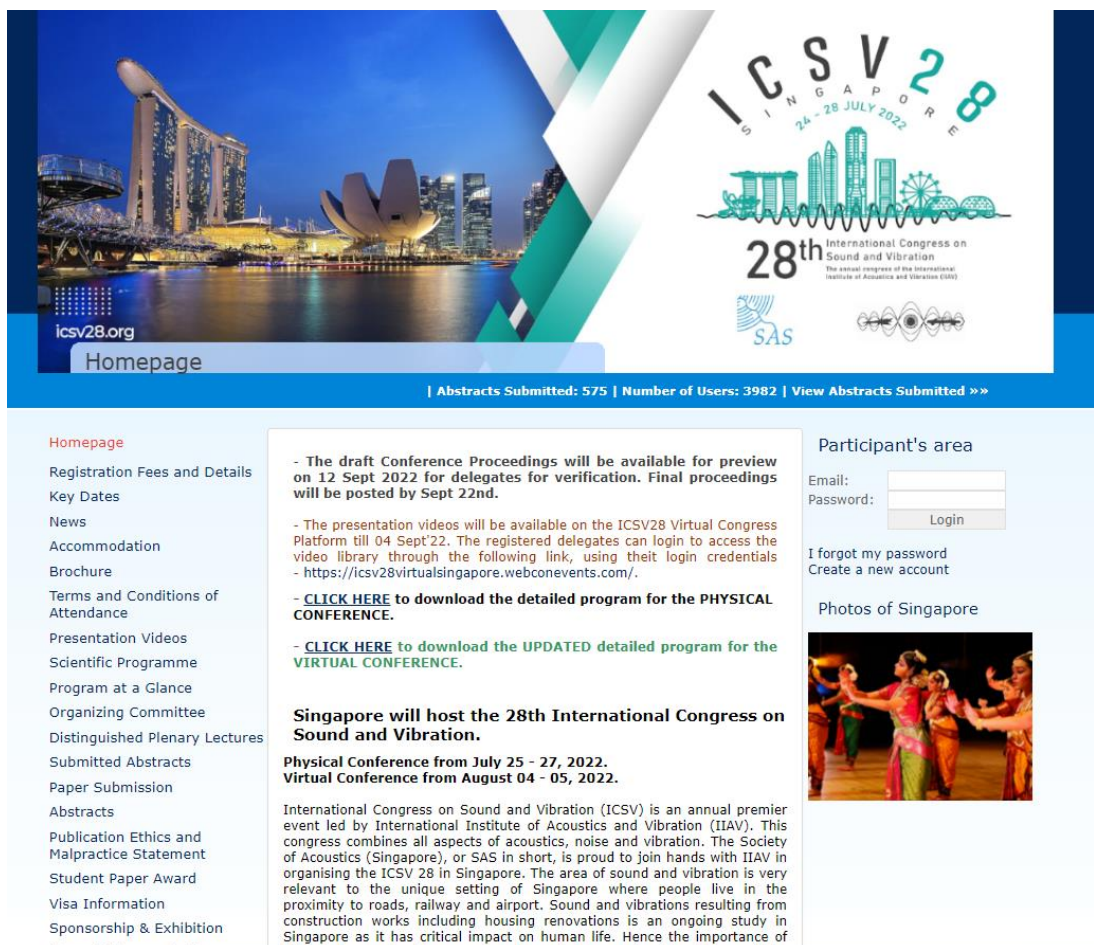 ICSV28
SINGAPORE
24 - 28 JULY 2022
28th International Congress on
Sound and Vibration
The annual congress of the International
Institute of Acoustics and Vibration (IIAV)
SAS
icsv28.org
Homepage
| Abstracts Submitted: 575 | Number of Users: 3982 | View Abstracts Submitted »»
Homepage
Registration Fees and Details
Key Dates
News
Accommodation
Brochure
Terms and Conditions of
Attendance
Presentation Videos
Scientific Programme
Program at a Glance
Organizing Committee
Distinguished Plenary Lectures
Submitted Abstracts
Paper Submission
Abstracts
Publication Ethics and
Malpractice Statement
Student Paper Award
Visa Information
Sponsorship & Exhibition
- The draft Conference Proceedings will be available for preview
on 12 Sept 2022 for delegates for verification. Final proceedings
will be posted by Sept 22nd.
- The presentation videos will be available on the ICSV28 Virtual Congress
Platform till 04 Sept'22. The registered delegates can login to access the
video library through the following link, using theit login credentials
- https://icsv28virtualsingapore.webconevents.com/.
- CLICK HERE to download the detailed program for the PHYSICAL
CONFERENCE.
- CLICK HERE to download the UPDATED detailed program for the
VIRTUAL CONFERENCE.
Singapore will host the 28th International Congress on
Sound and Vibration.
Physical Conference from July 25 - 27, 2022.
Virtual Conference from August 04 - 05, 2022.
International Congress on Sound and Vibration (ICSV) is an annual premier
event led by International Institute of Acoustics and Vibration (IIAV). This
congress combines all aspects of acoustics, noise and vibration. The Society
of Acoustics (Singapore), or SAS in short, is proud to join hands with IIAV in
organising the ICSV 28 in Singapore. The area of sound and vibration is very
relevant to the unique setting of Singapore where people live in the
proximity to roads, railway and airport. Sound and vibrations resulting from
construction works including housing renovations is an ongoing study in
Singapore as it has critical impact on human life. Hence the importance of
Participant's area
Email:
Password:
Login
I forgot my password
Create a new account
Photos of Singapore